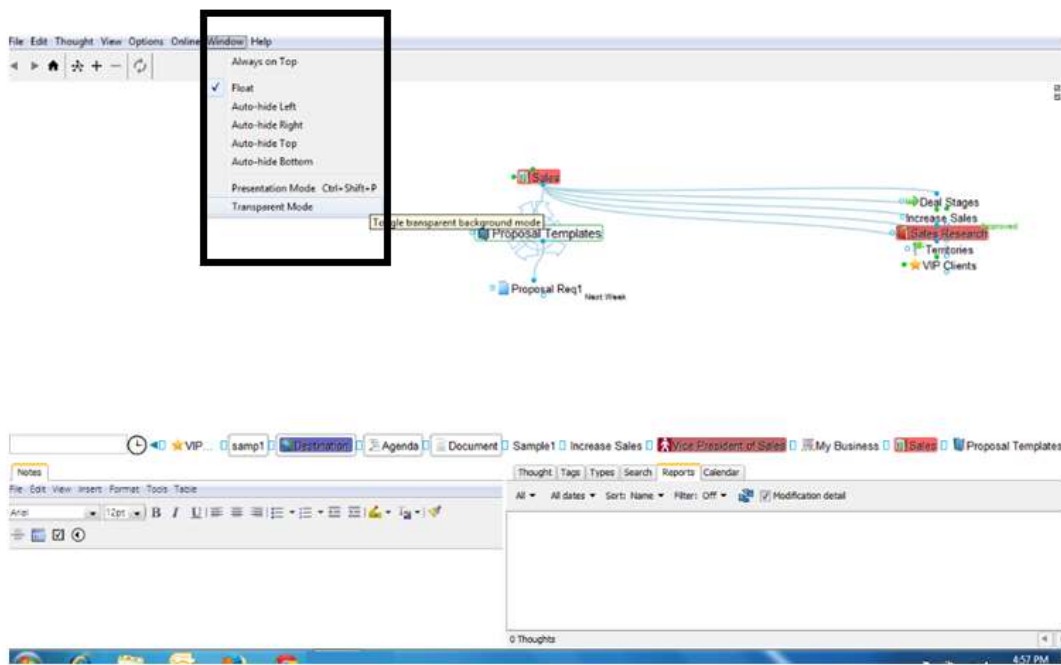 File Edit Thought View Options Online Window Help
Always on Top
Float
Auto-hide Left
Auto-hide Right
Auto-hide Top
Auto-hide Bottom
Presentation Mode Ctrl+Shift+P
Transparent Mode
Toggle transparent background mode
Sales
Proposal Templates
Proposal Req1 Next Week
Deal Stages
Increase Sales
Sales Research Approved
Territories
VIP Clients
VIP... samp1 Destination Agenda Document Sample1 Increase Sales Vice President of Sales My Business Sales Proposal Templates
Notes
File Edit View Insert Format Tools Table
Arial 12pt B I U
Thought Tags Types Search Reports Calendar
All All dates Sort: Name Filter: Off Modification detail
0 Thoughts
4:57 PM